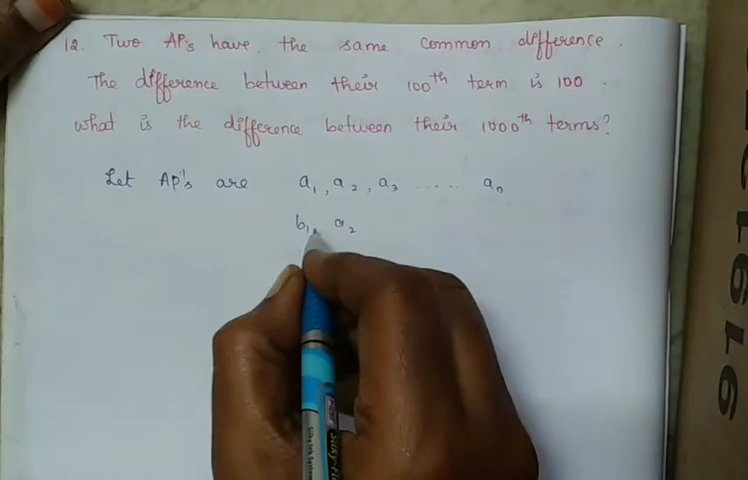 12. Two AP's have the same common difference.
The difference between their 100th term is 100.
what is the difference between their 1000th terms?
Let AP's are a1, a2, a3 ..... an
b1, a2
9191